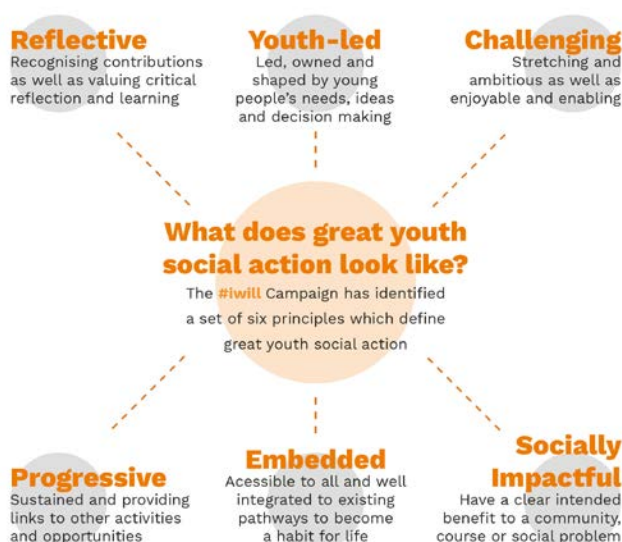 Reflective
Recognising contributions
as well as valuing critical
reflection and learning
Youth-led
Led, owned and
shaped by young
people's needs, ideas
and decision making
Challenging
Stretching and
ambitious as well as
enjoyable and enabling
What does great youth
social action look like?
The #iwill Campaign has identified
a set of six principles which define
great youth social action
Progressive
Sustained and providing
links to other activities
and opportunities
Embedded
Acessible to all and well
integrated to existing
pathways to become
a habit for life
Socially
Impactful
Have a clear intended
benefit to a community,
course or social problem